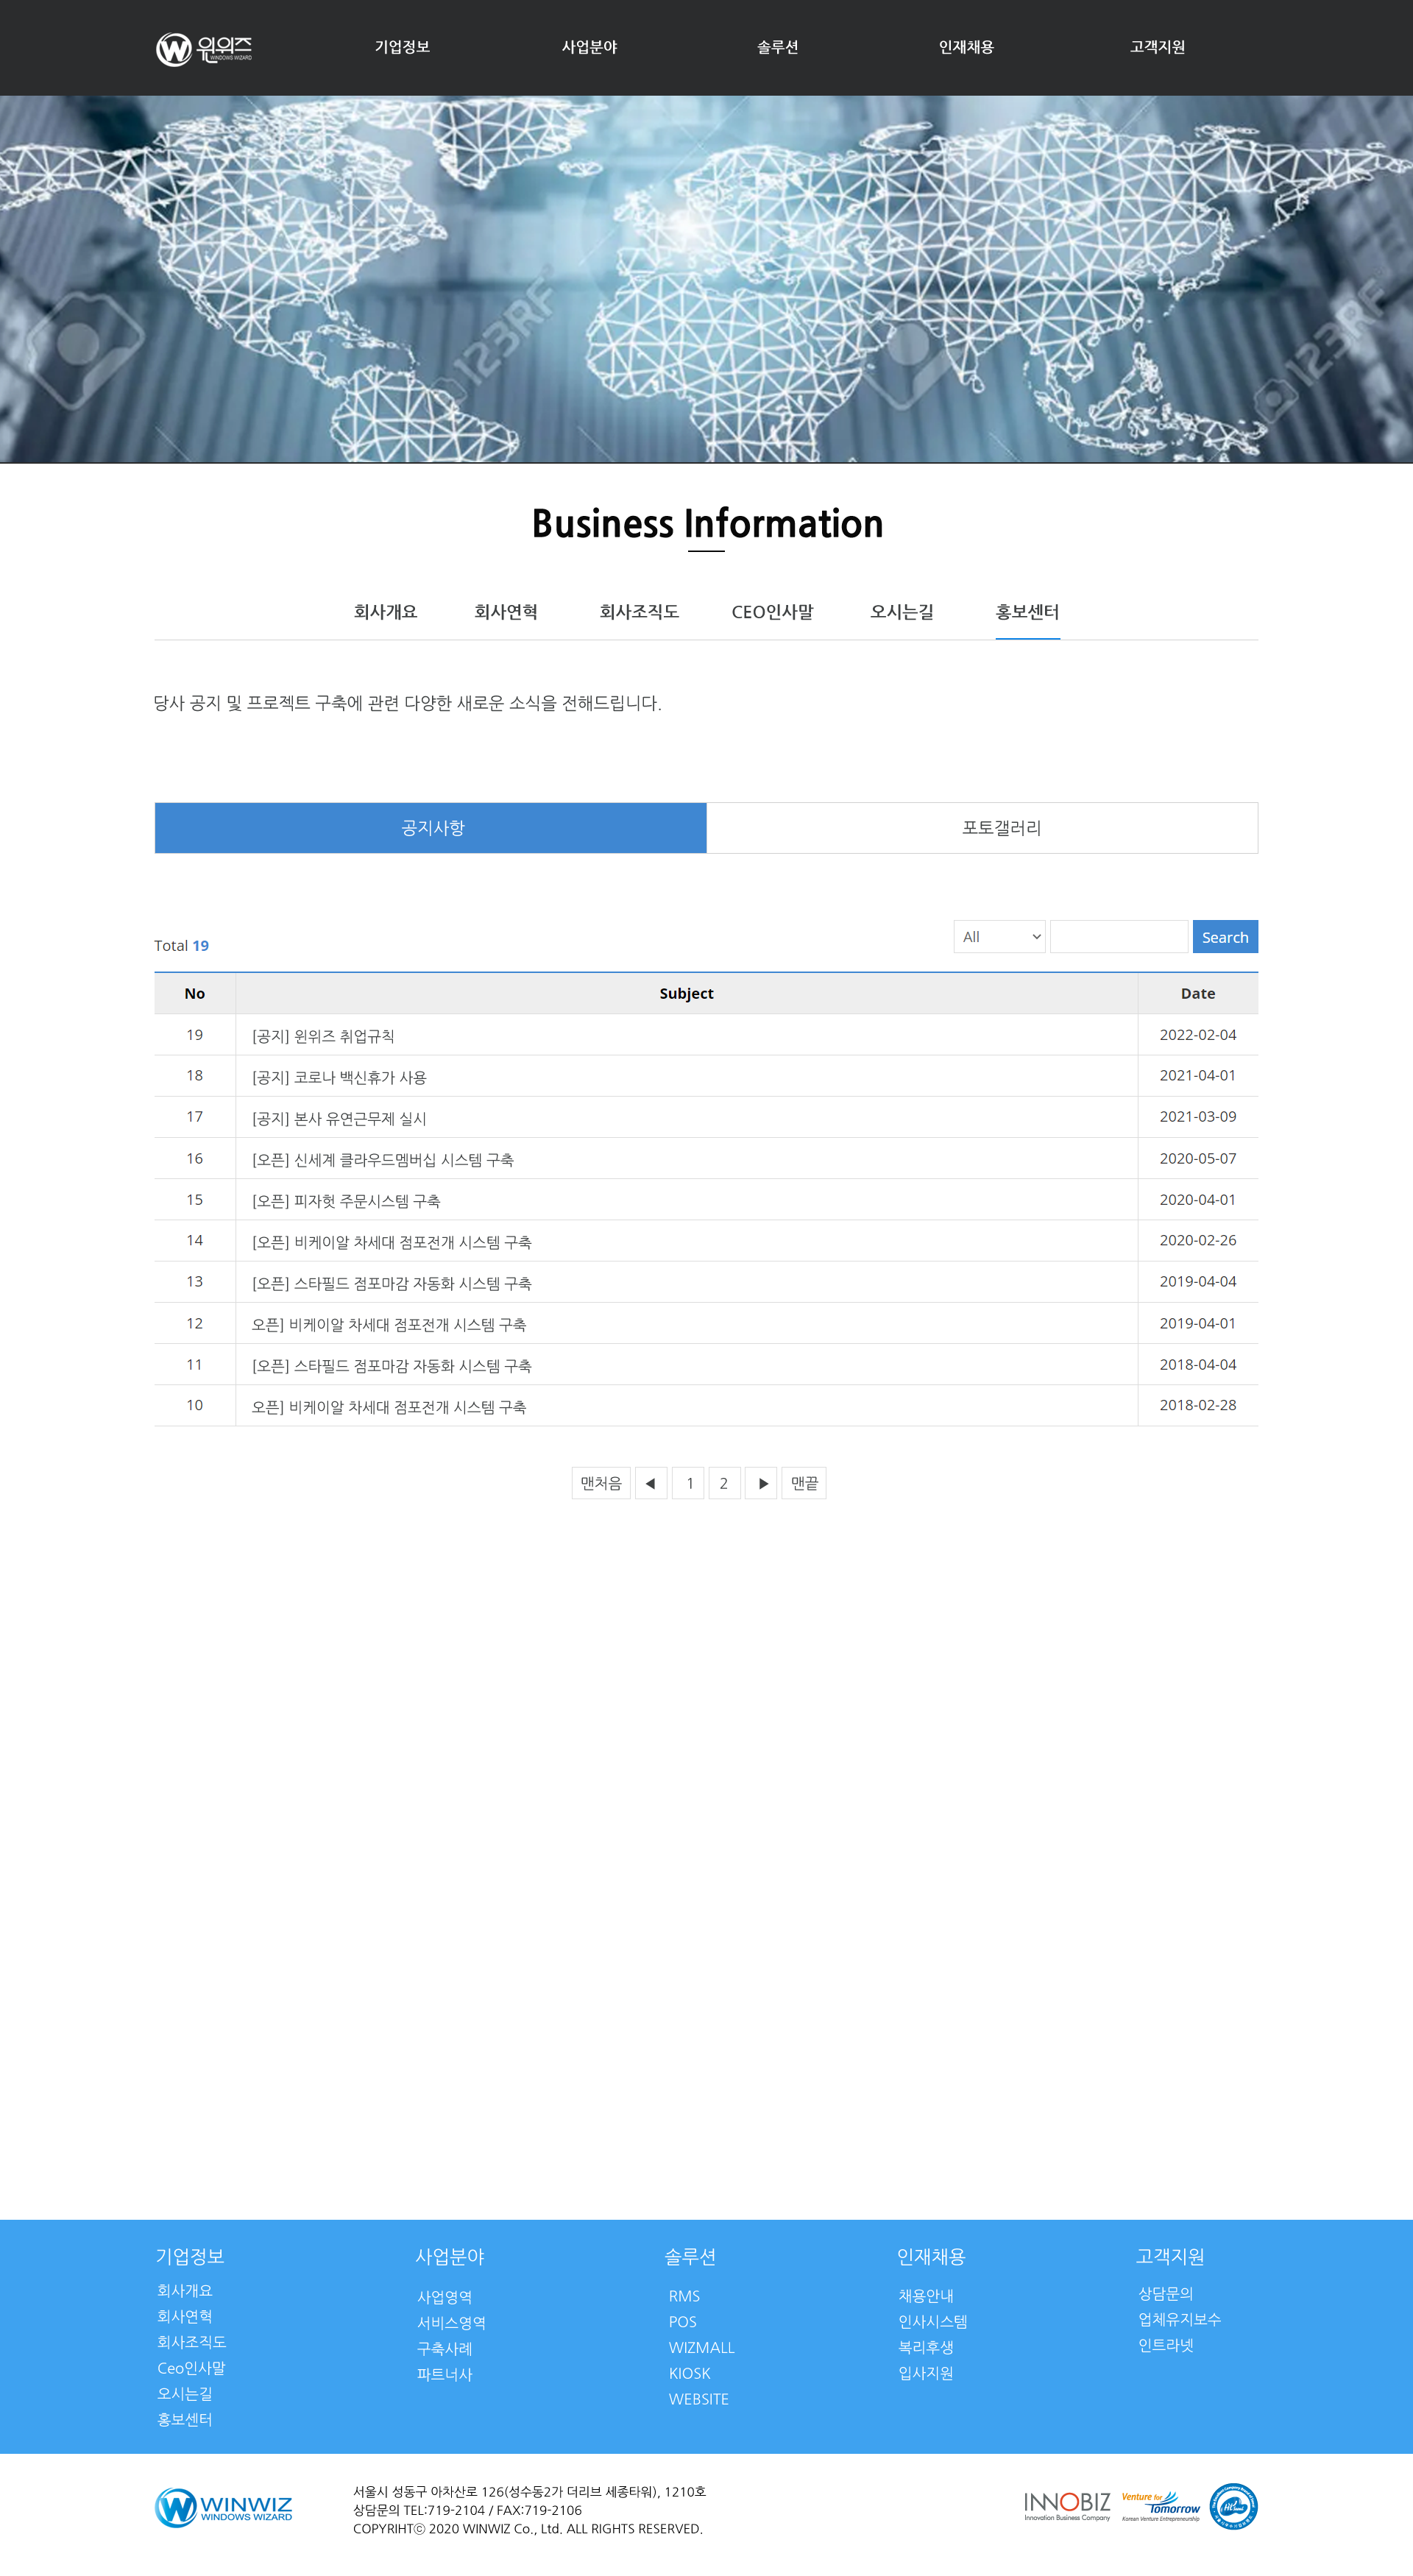 윈위즈
WINDOWS WIZARD
기업정보 사업분야 솔루션 인재채용 고객지원
123RF 123RF
Business Information
회사개요 회사연혁 회사조직도 CEO인사말 오시는길 홍보센터
당사 공지 및 프로젝트 구축에 관련 다양한 새로운 소식을 전해드립니다.
공지사항 포토갤러리
Total 19 All Search
No Subject Date
19 [공지] 윈위즈 취업규칙 2022-02-04
18 [공지] 코로나 백신휴가 사용 2021-04-01
17 [공지] 본사 유연근무제 실시 2021-03-09
16 [오픈] 신세계 클라우드멤버십 시스템 구축 2020-05-07
15 [오픈] 피자헛 주문시스템 구축 2020-04-01
14 [오픈] 비케이알 차세대 점포전개 시스템 구축 2020-02-26
13 [오픈] 스타필드 점포마감 자동화 시스템 구축 2019-04-04
12 오픈] 비케이알 차세대 점포전개 시스템 구축 2019-04-01
11 [오픈] 스타필드 점포마감 자동화 시스템 구축 2018-04-04
10 오픈] 비케이알 차세대 점포전개 시스템 구축 2018-02-28
맨처음 ◀ 1 2 ▶ 맨끝
기업정보
회사개요
회사연혁
회사조직도
Ceo인사말
오시는길
홍보센터
사업분야
사업영역
서비스영역
구축사례
파트너사
솔루션
RMS
POS
WIZMALL
KIOSK
WEBSITE
인재채용
채용안내
인사시스템
복리후생
입사지원
고객지원
상담문의
업체유지보수
인트라넷
WINWIZ
WINDOWS WIZARD
서울시 성동구 아차산로 126(성수동2가 더리브 세종타워), 1210호
상담문의 TEL:719-2104 / FAX:719-2106
COPYRIHTⓒ 2020 WINWIZ Co., Ltd. ALL RIGHTS RESERVED.
INNOBIZ
Innovation Business Company
Venture for
Tomorrow
Korean Venture Entrepreneurship